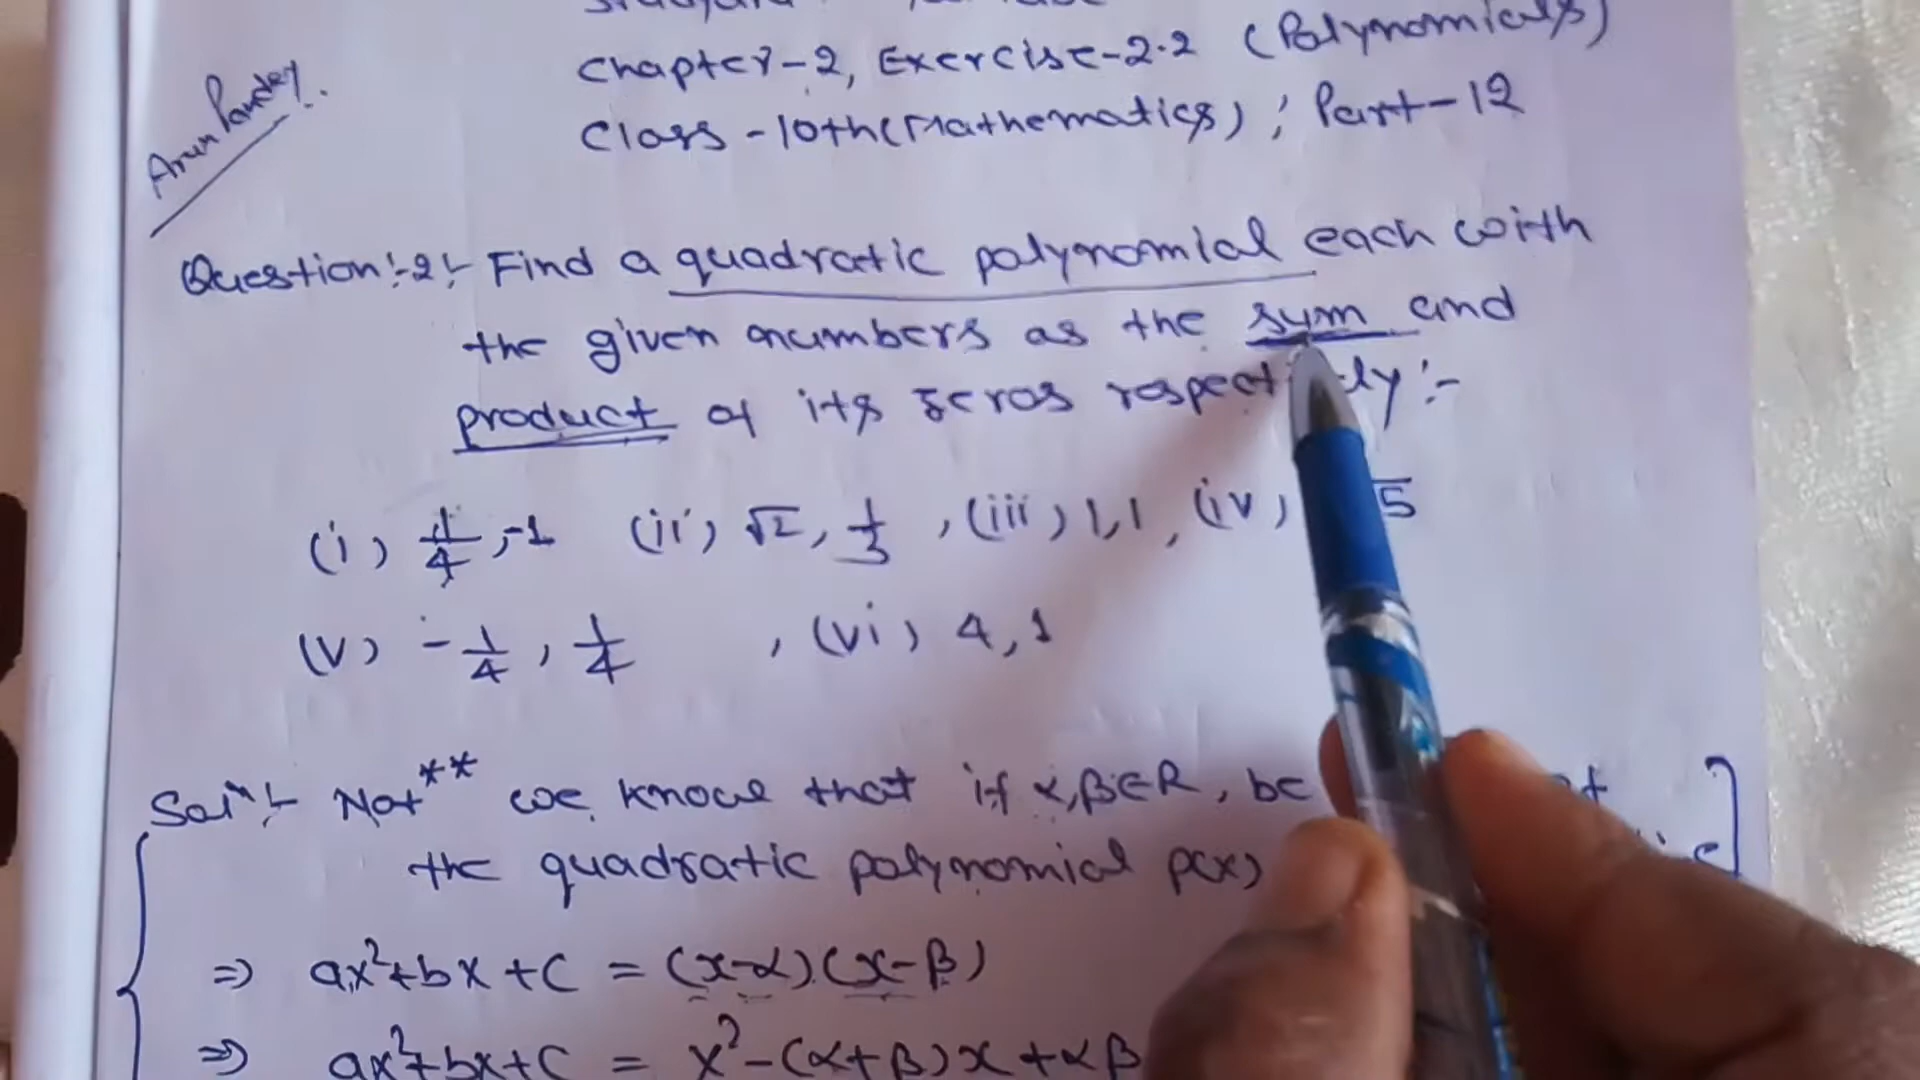 Chapter-2, Exercise-2.2 (Polynomials)
Class-10th(Mathematics) ; Part-12
Arun Pandey.
Question:-2:- Find a quadratic polynomial each with
the given numbers as the sum and
product of its zeros respectively:-
(i) 1/4, -1 (ii) √2, 1/3, (iii) 1,1, (iv) √5
(v) -1/4, 1/4 , (vi) 4,1
Solⁿ:- Not** we know that if α,β∈R, be
the quadratic polynomial p(x)
⇒ ax²+bx+c = (x-α)(x-β)
⇒ ax²+bx+c = x²-(α+β)x+αβ